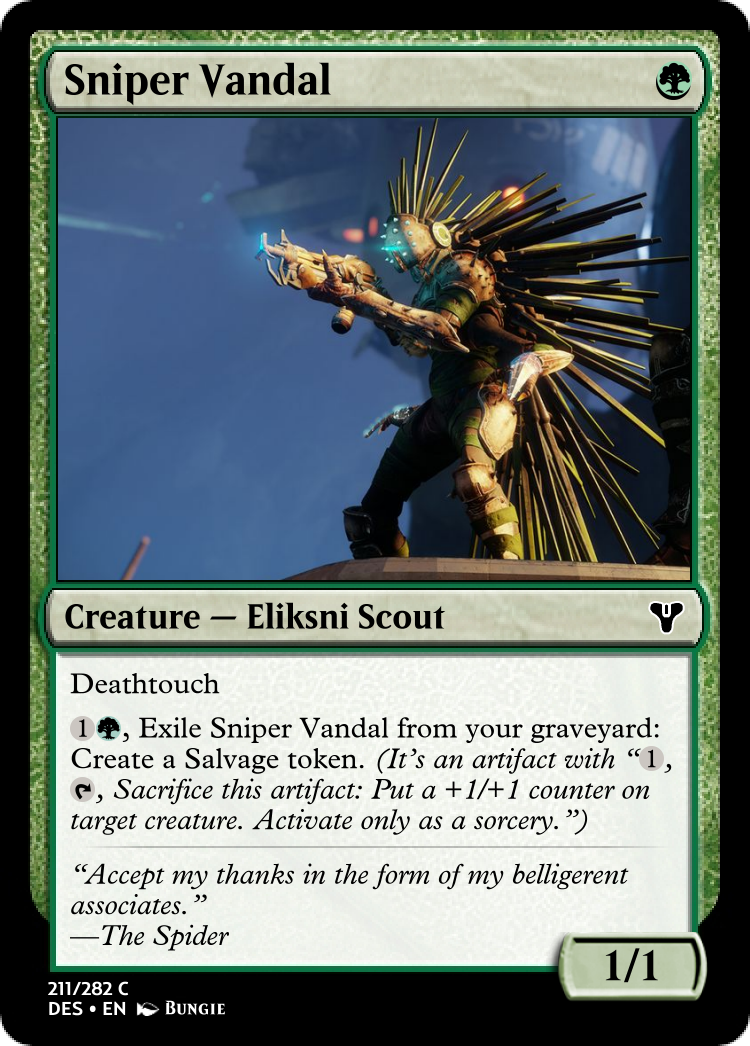 Sniper Vandal
Creature — Eliksni Scout
Deathtouch
1, Exile Sniper Vandal from your graveyard:
Create a Salvage token. (It's an artifact with “1,
, Sacrifice this artifact: Put a +1/+1 counter on
target creature. Activate only as a sorcery.”)
“Accept my thanks in the form of my belligerent
associates.”
—The Spider
1/1
211/282 C
DES • EN Bungie